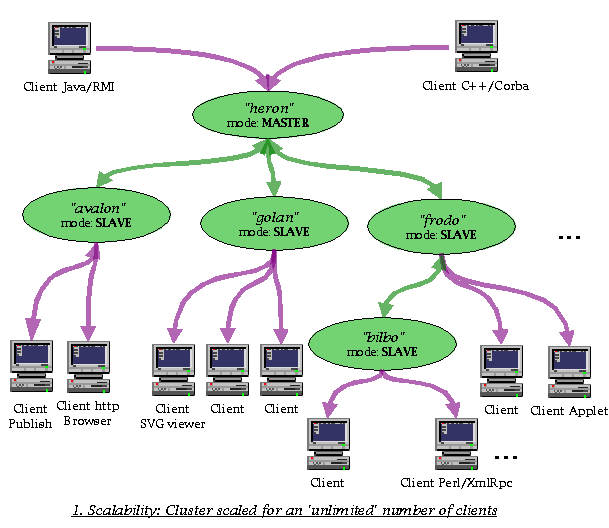 Client Java/RMI
Client C++/Corba
"heron"
mode: MASTER
"avalon"
mode: SLAVE
"golan"
mode: SLAVE
"frodo"
mode: SLAVE
...
"bilbo"
mode: SLAVE
Client
Publish
Client http
Browser
Client
SVG viewer
Client
Client
Client
Client Applet
Client
Client Perl/XmlRpc
...
1. Scalability: Cluster scaled for an 'unlimited' number of clients